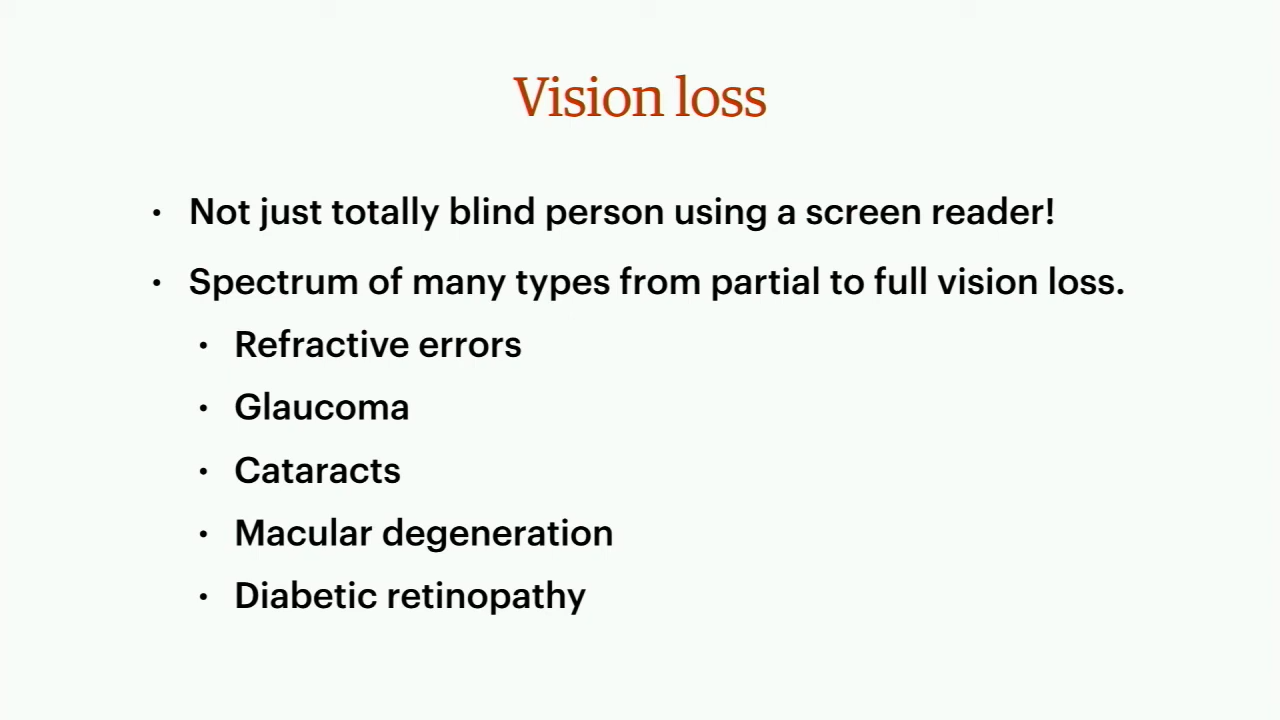 Vision loss
• Not just totally blind person using a screen reader!
• Spectrum of many types from partial to full vision loss.
• Refractive errors
• Glaucoma
• Cataracts
• Macular degeneration
• Diabetic retinopathy